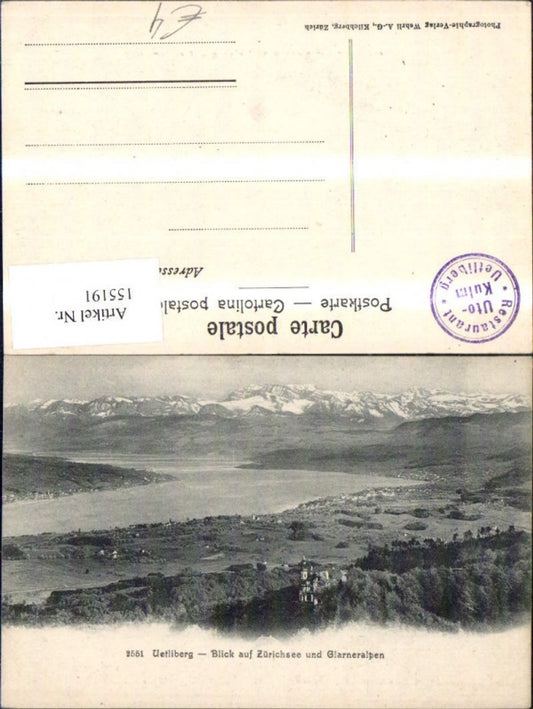 Carte postale
Postkarte — Cartolina postale
Adresse
Photographie-Verlag Wehrli A.-G., Kilchberg, Zürich
€4
Artikel Nr.
155191
Restaurant
Uto-
Kulm
* Uetliberg *
2551 Uetliberg — Blick auf Zürichsee und Glarneralpen